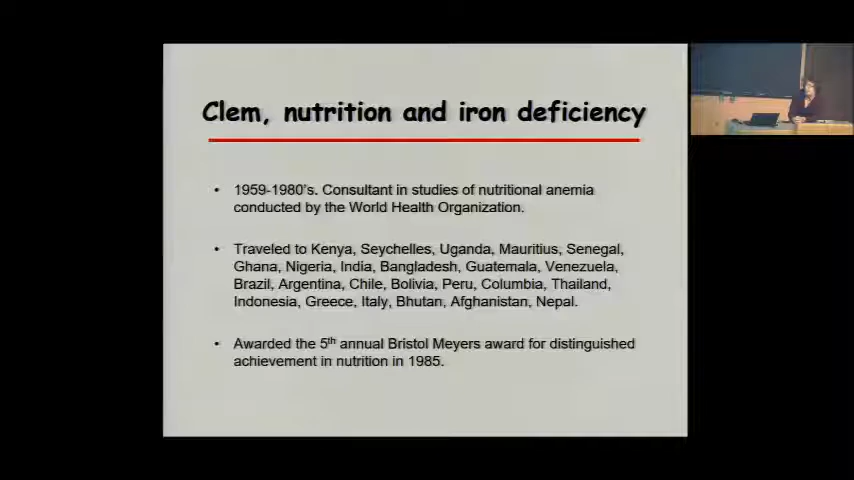 Clem, nutrition and iron deficiency
• 1959-1980's. Consultant in studies of nutritional anemia
conducted by the World Health Organization.
• Traveled to Kenya, Seychelles, Uganda, Mauritius, Senegal,
Ghana, Nigeria, India, Bangladesh, Guatemala, Venezuela,
Brazil, Argentina, Chile, Bolivia, Peru, Columbia, Thailand,
Indonesia, Greece, Italy, Bhutan, Afghanistan, Nepal.
• Awarded the 5th annual Bristol Meyers award for distinguished
achievement in nutrition in 1985.